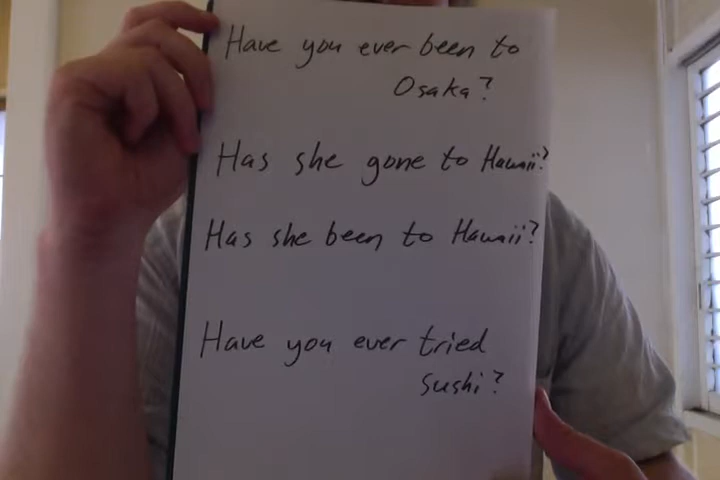 Have you ever been to
Osaka?
Has she gone to Hawaii?
Has she been to Hawaii?
Have you ever tried
sushi?